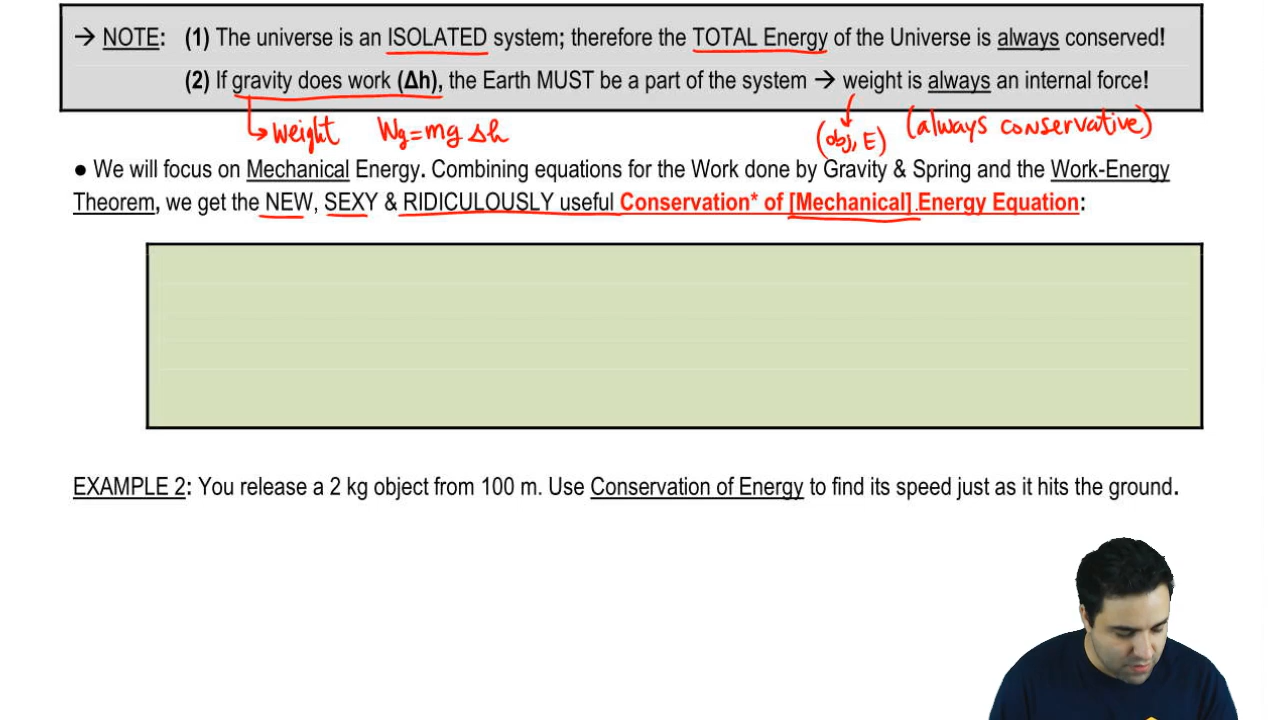 → NOTE: (1) The universe is an ISOLATED system; therefore the TOTAL Energy of the Universe is always conserved!
(2) If gravity does work (Δh), the Earth MUST be a part of the system → weight is always an internal force!
↳ weight Wg = mg Δh (obj, E) (always conservative)
● We will focus on Mechanical Energy. Combining equations for the Work done by Gravity & Spring and the Work-Energy
Theorem, we get the NEW, SEXY & RIDICULOUSLY useful Conservation* of [Mechanical] Energy Equation:
EXAMPLE 2: You release a 2 kg object from 100 m. Use Conservation of Energy to find its speed just as it hits the ground.